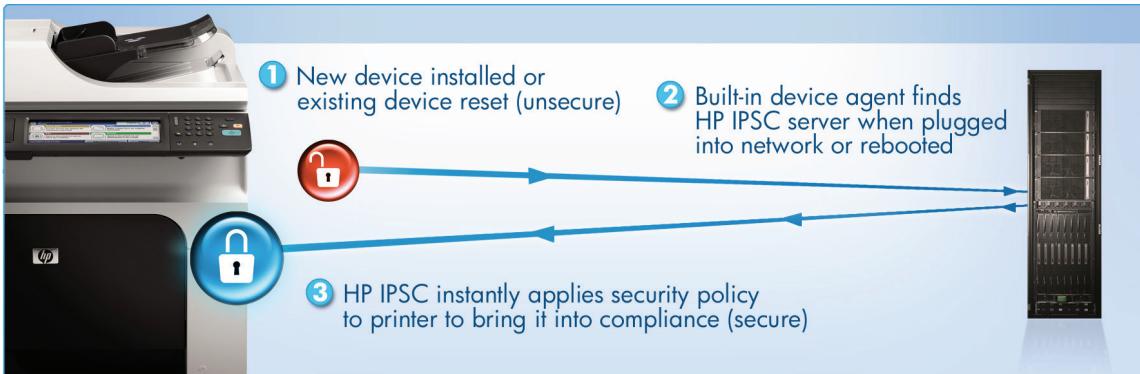 1 New device installed or
existing device reset (unsecure)
2 Built-in device agent finds
HP IPSC server when plugged
into network or rebooted
3 HP IPSC instantly applies security policy
to printer to bring it into compliance (secure)
hp